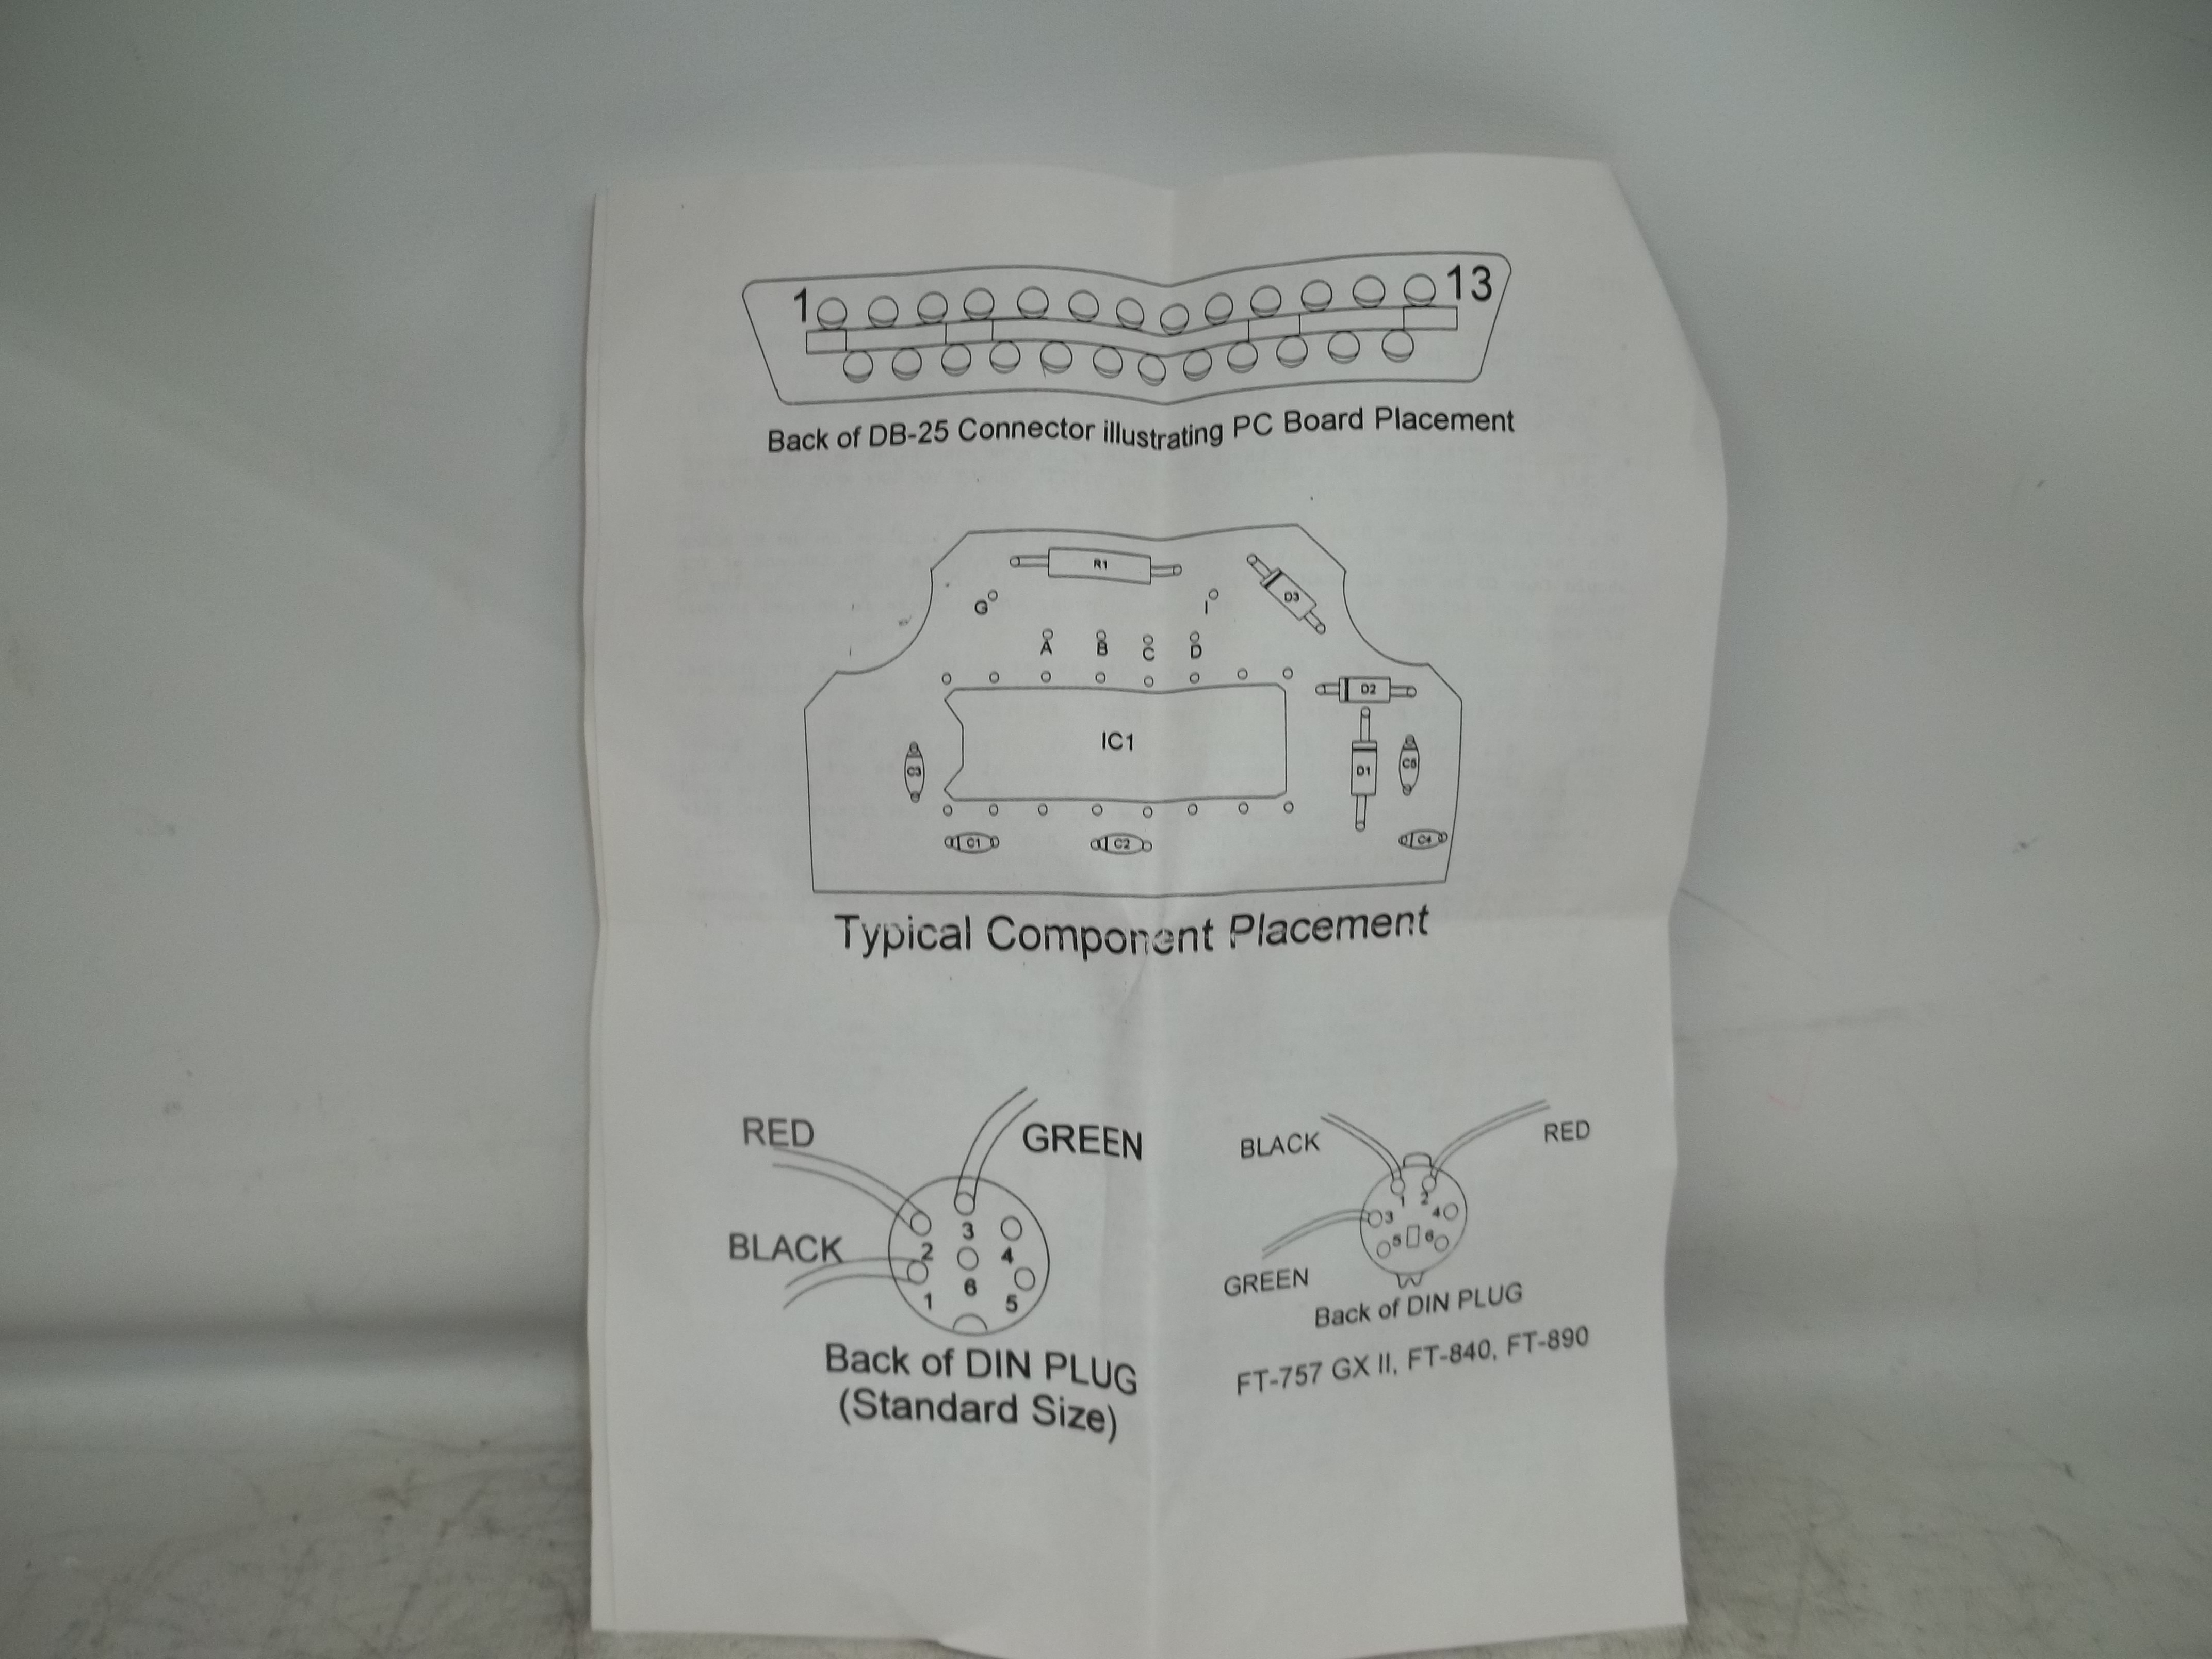 1 13
Back of DB-25 Connector illustrating PC Board Placement
R1
G I D3
A B C D
D2
IC1
C3 D1 C5
C1 C2 C4
Typical Component Placement
RED GREEN
BLACK
3
2 4
6
1 5
Back of DIN PLUG
(Standard Size)
BLACK RED
1 2
3 4
5 6
GREEN
Back of DIN PLUG
FT-757 GX II, FT-840, FT-890